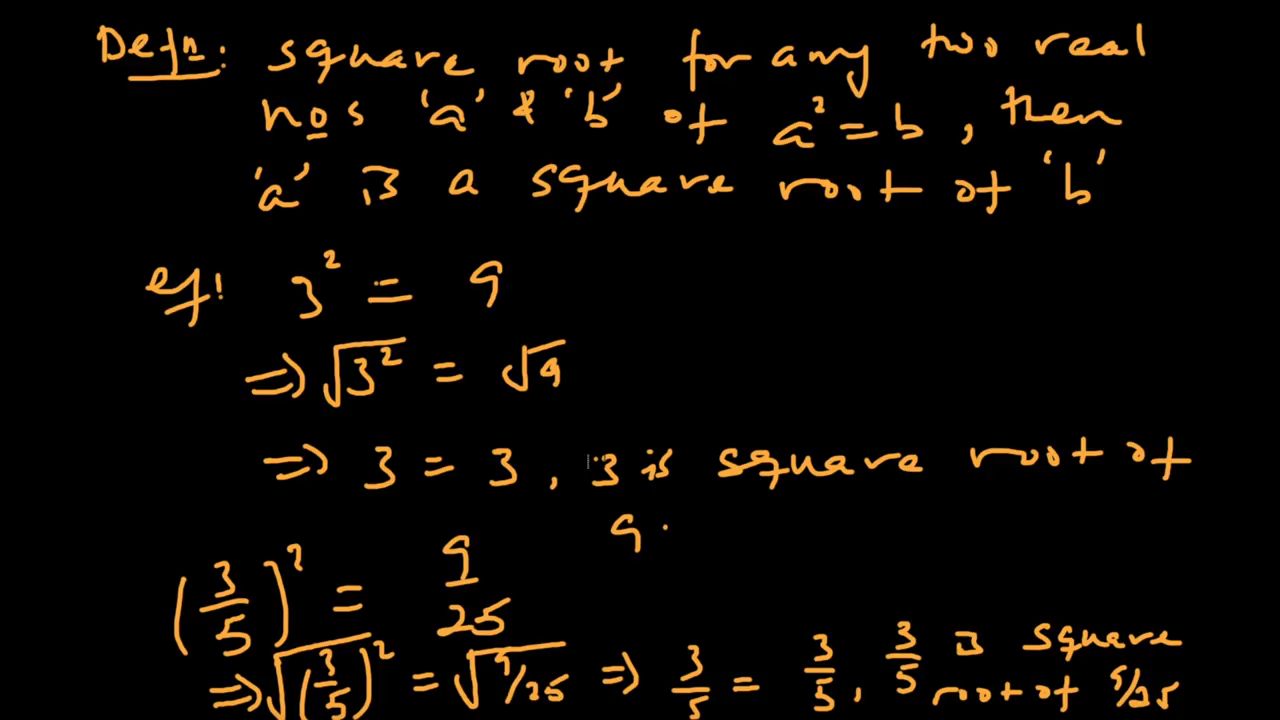 Defn: square root for any two real
nos 'a' & 'b' of a² = b, then
'a' is a square root of 'b'
eg: 3² = 9
⇒ √3² = √9
⇒ 3 = 3, 3 is square root of
9.
(3/5)² = 9/25
⇒ √(3/5)² = √9/25 ⇒ 3/5 = 3/5, 3/5 is square
root of 9/25